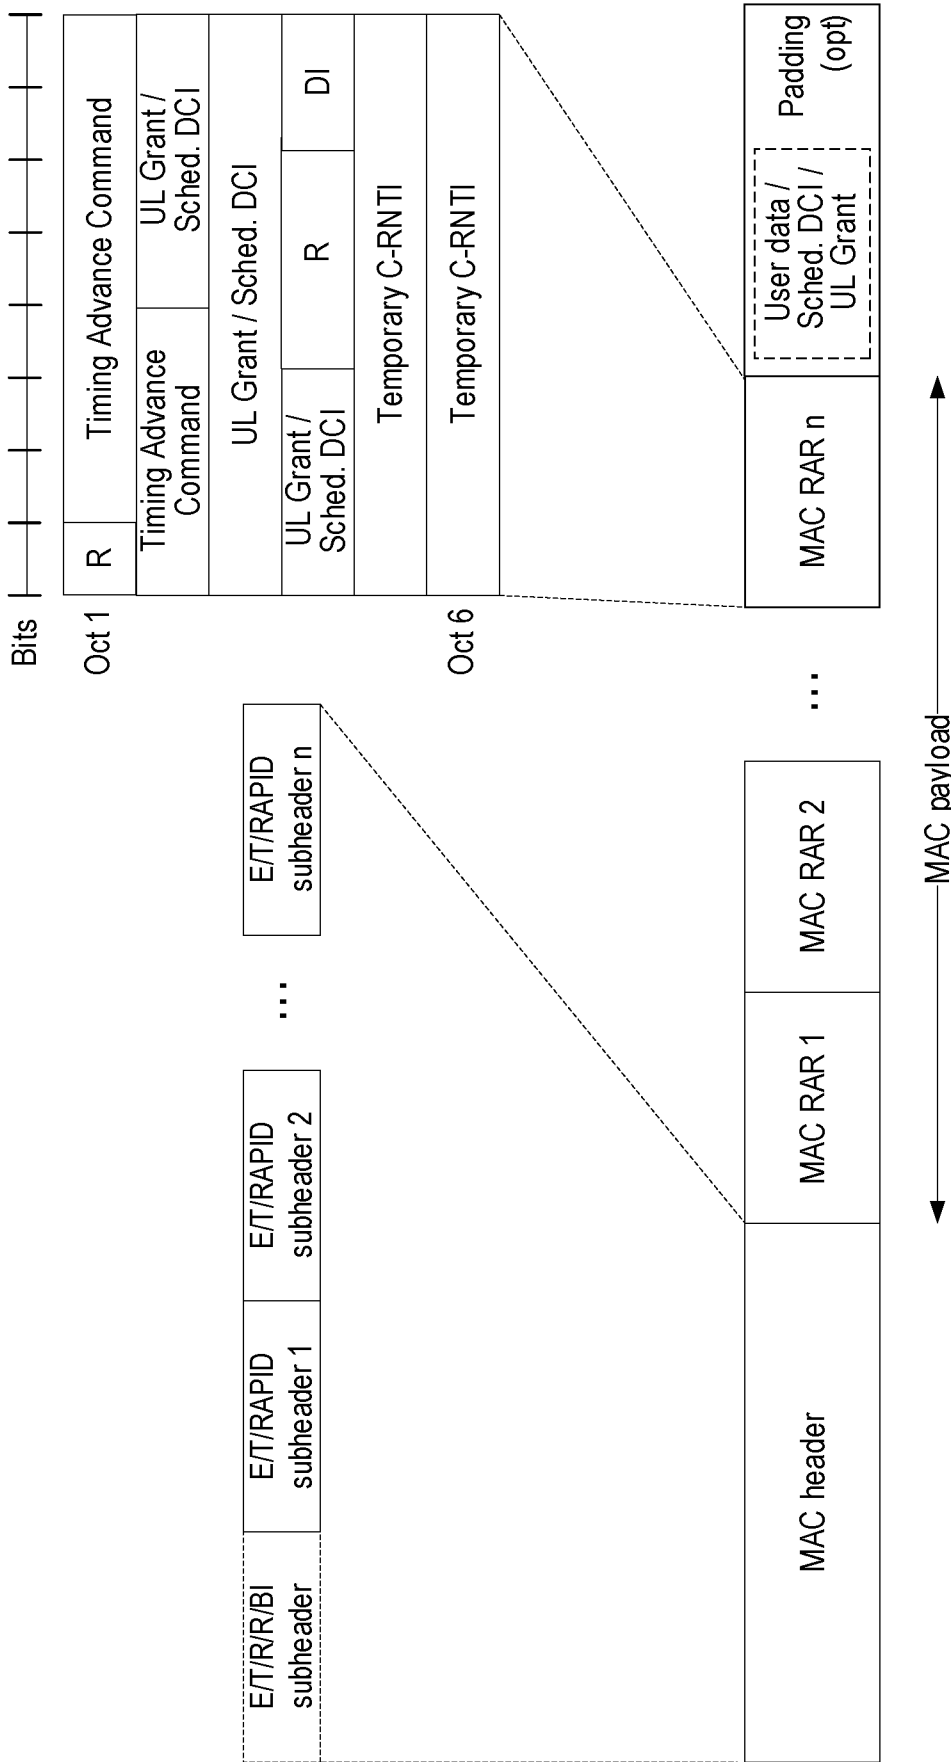 Bits
Oct 1
R
Timing Advance Command
Timing Advance
Command
UL Grant /
Sched. DCI
UL Grant / Sched. DCI
UL Grant /
Sched. DCI
R
DI
Temporary C-RNTI
Oct 6
Temporary C-RNTI
E/T/R/R/BI
subheader
E/T/RAPID
subheader 1
E/T/RAPID
subheader 2
...
E/T/RAPID
subheader n
MAC header
MAC RAR 1
MAC RAR 2
...
MAC RAR n
User data /
Sched. DCI /
UL Grant
Padding
(opt)
MAC payload